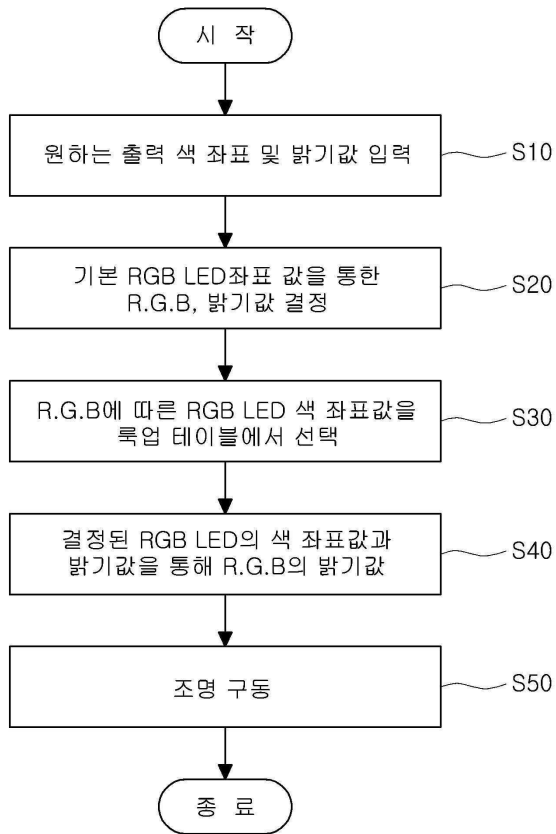 시 작
원하는 출력 색 좌표 및 밝기값 입력
S10
기본 RGB LED좌표 값을 통한
R.G.B, 밝기값 결정
S20
R.G.B에 따른 RGB LED 색 좌표값을
룩업 테이블에서 선택
S30
결정된 RGB LED의 색 좌표값과
밝기값을 통해 R.G.B의 밝기값
S40
조명 구동
S50
종 료